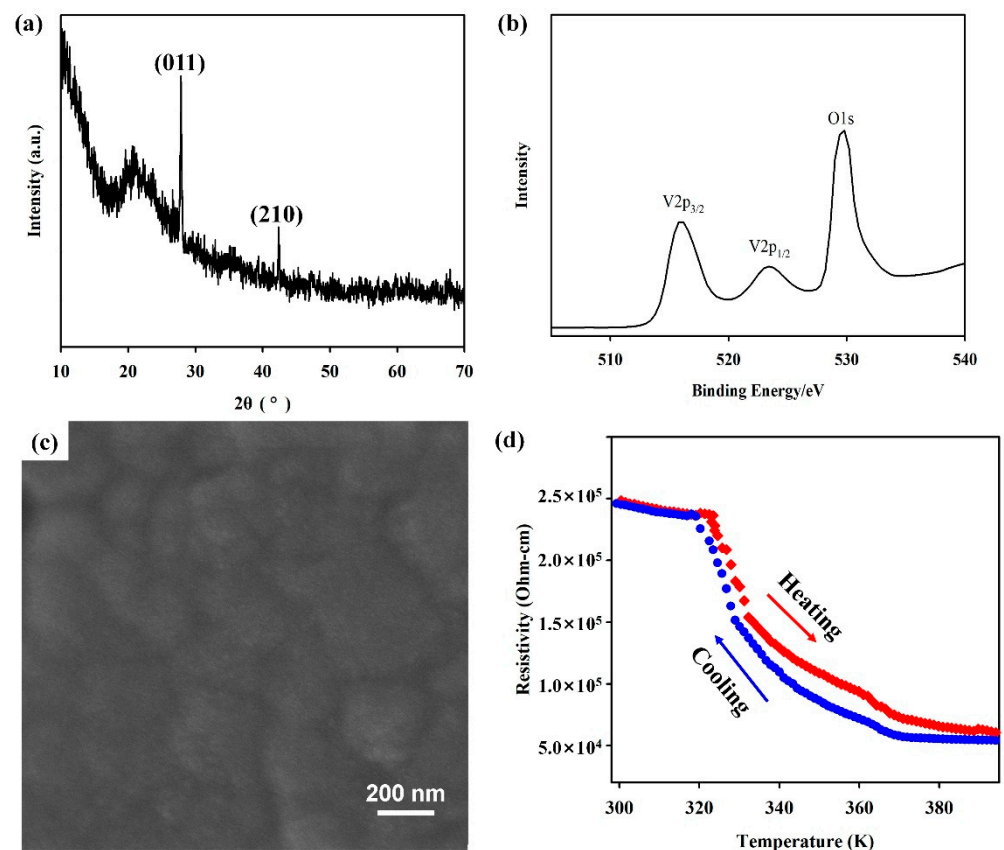 (a)
(011)
(210)
Intensity (a.u.)
10 20 30 40 50 60 70
2θ ( ° )
(b)
O1s
V2p₃/₂
V2p₁/₂
Intensity
510 520 530 540
Binding Energy/eV
(c)
200 nm
(d)
2.5×10⁵
2.0×10⁵
1.5×10⁵
1.0×10⁵
5.0×10⁴
Resistivity (Ohm-cm)
Heating
Cooling
300 320 340 360 380
Temperature (K)